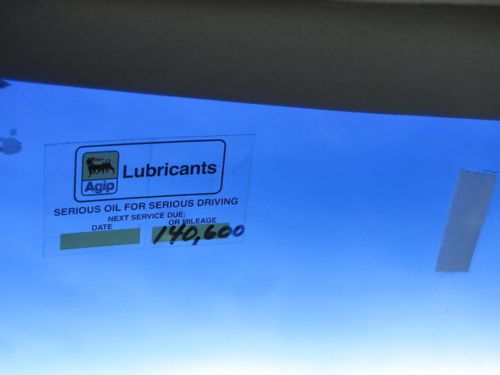 Agip Lubricants
SERIOUS OIL FOR SERIOUS DRIVING
NEXT SERVICE DUE:
DATE OR MILEAGE
140,600